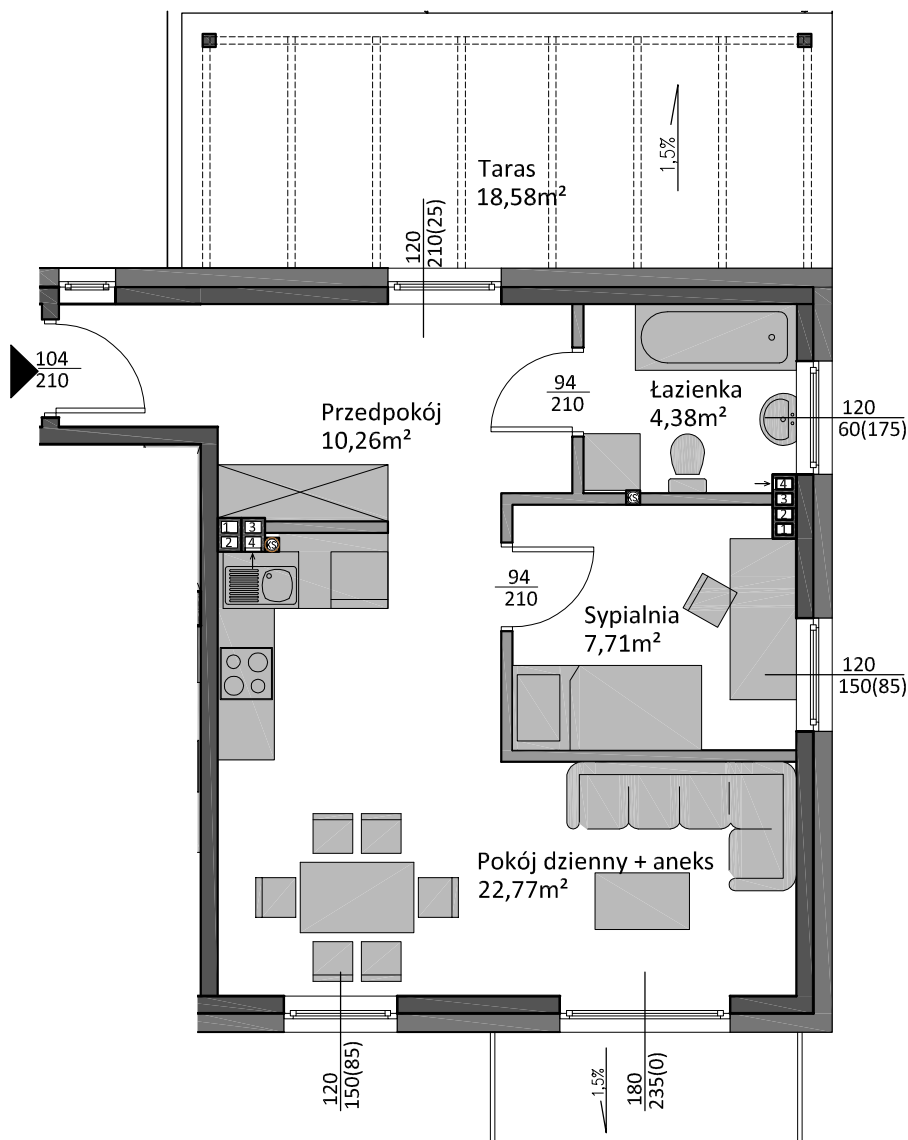 1,5%
Taras
18,58m²
120
210(25)
104
210
94
210
Łazienka
4,38m²
120
60(175)
Przedpokój
10,26m²
4
3
2
1
KS
1 3
2 4
KS
94
210
Sypialnia
7,71m²
120
150(85)
Pokój dzienny + aneks
22,77m²
120
150(85)
1,5%
180
235(0)